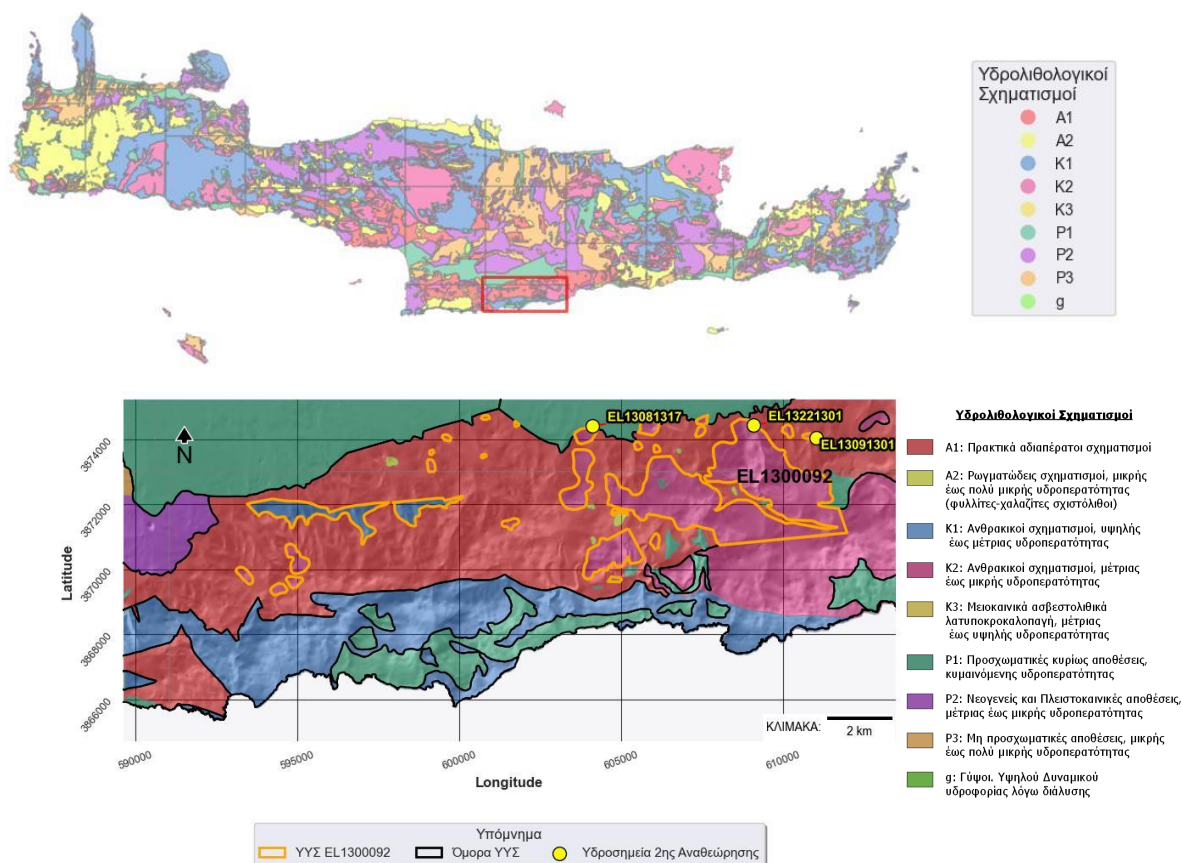 Υδρολιθολογικοί
Σχηματισμοί
A1
A2
K1
K2
K3
P1
P2
P3
g
EL13081317
EL13221301
EL13091301
EL1300092
N
Latitude
3874000
3872000
3870000
3868000
3866000
590000
595000
600000
605000
610000
Longitude
ΚΛΙΜΑΚΑ:
2 km
Υδρολιθολογικοί Σχηματισμοί
A1: Πρακτικά αδιαπέρατοι σχηματισμοί
A2: Ρωγματώδεις σχηματισμοί, μικρής
έως πολύ μικρής υδροπερατότητας
(φυλλίτες-χαλαζίτες σχιστόλιθοι)
K1: Ανθρακικοί σχηματισμοί, υψηλής
έως μέτριας υδροπερατότητας
K2: Ανθρακικοί σχηματισμοί, μέτριας
έως μικρής υδροπερατότητας
K3: Μειοκαινικά ασβεστολιθικά
λατυποκροκαλοπαγή, μέτριας
έως υψηλής υδροπερατότητας
P1: Προσχωματικές κυρίως αποθέσεις,
κυμαινόμενης υδροπερατότητας
P2: Νεογενείς και Πλειστοκαινικές αποθέσεις,
μέτριας έως μικρής υδροπερατότητας
P3: Μη προσχωματικές αποθέσεις, μικρής
έως πολύ μικρής υδροπερατότητας
g: Γύψοι. Υψηλού Δυναμικού
υδροφορίας λόγω διάλυσης
Υπόμνημα
ΥΥΣ EL1300092
Όμορα ΥΥΣ
Υδροσημεία 2ης Αναθεώρησης